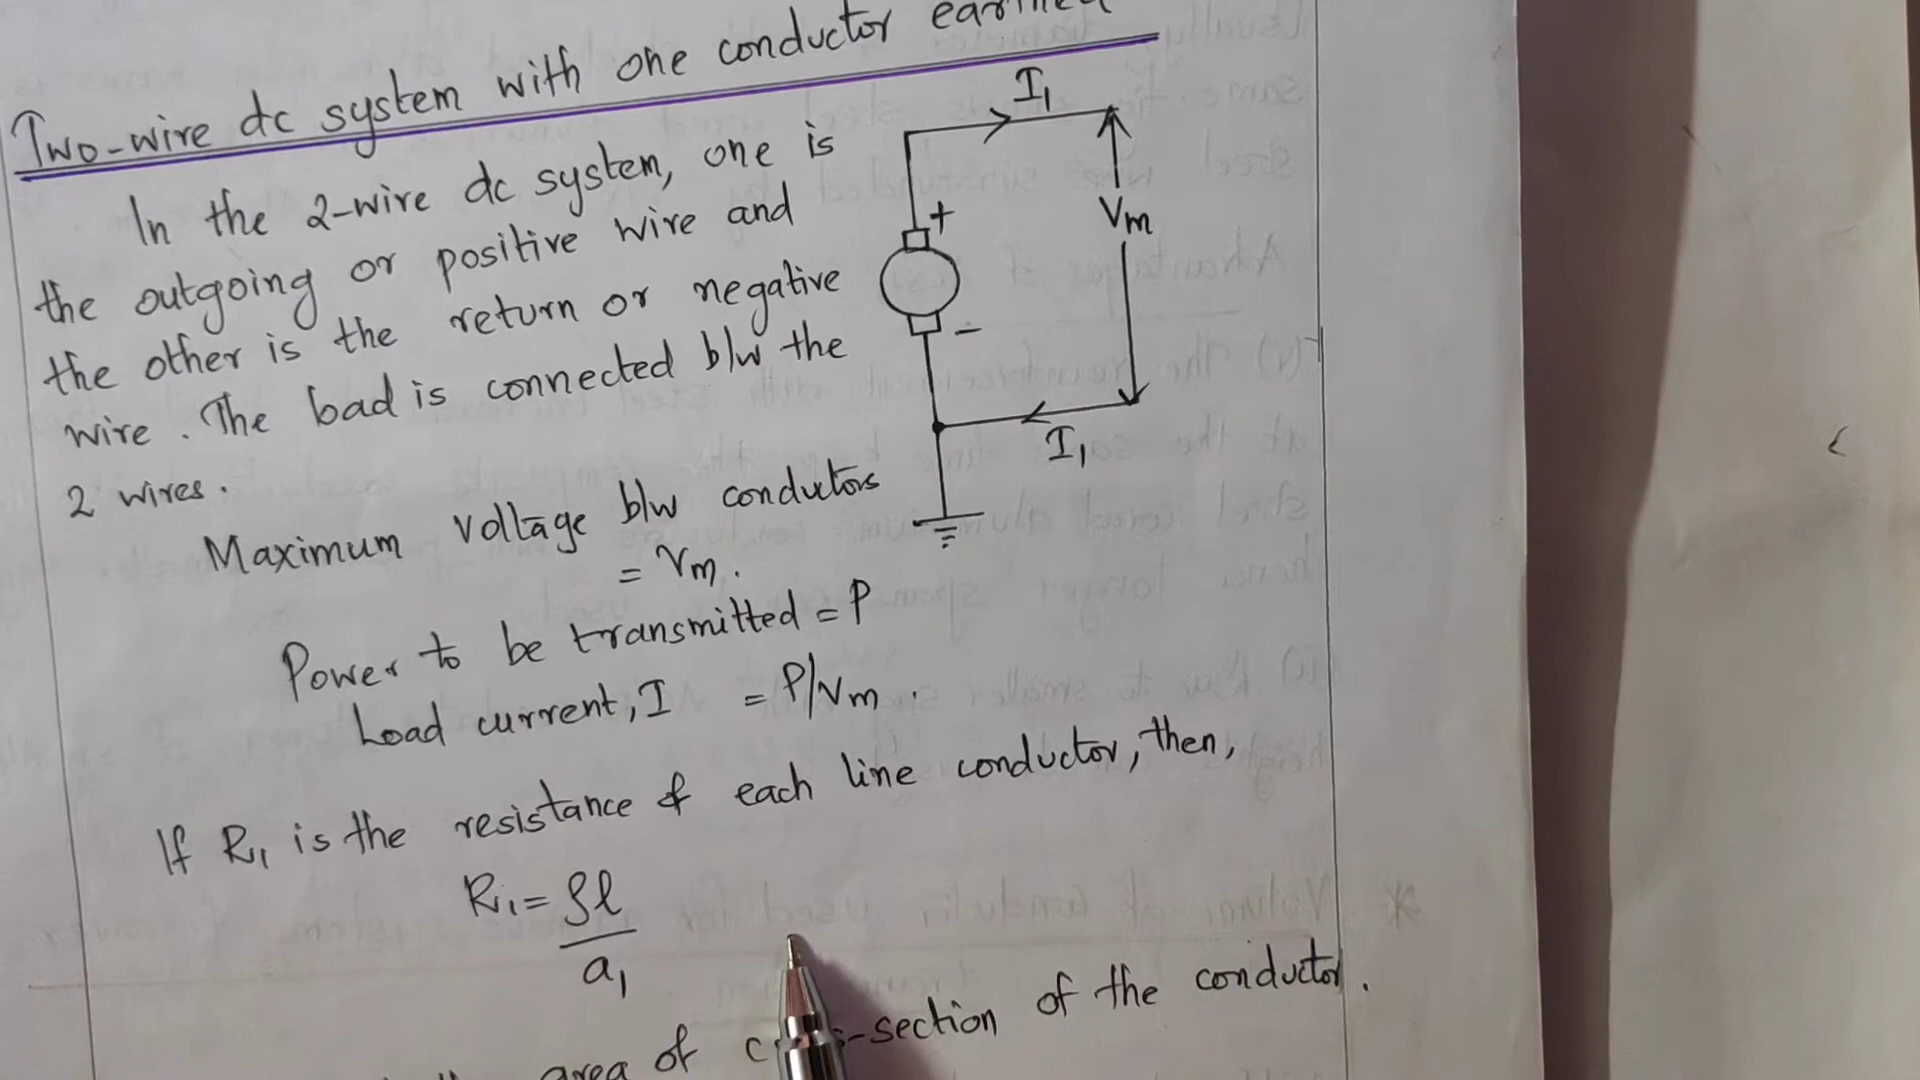 Two-wire dc system with one conductor earthed
In the 2-wire dc system, one is
the outgoing or positive wire and
the other is the return or negative
wire. The load is connected b/w the
2 wires.
I1
+
Vm
-
I1
Maximum voltage b/w conductors
= Vm.
Power to be transmitted = P
Load current, I = P/Vm.
If R1 is the resistance of each line conductor, then,
R1 = ρl
a1
area of cross-section of the conductor.